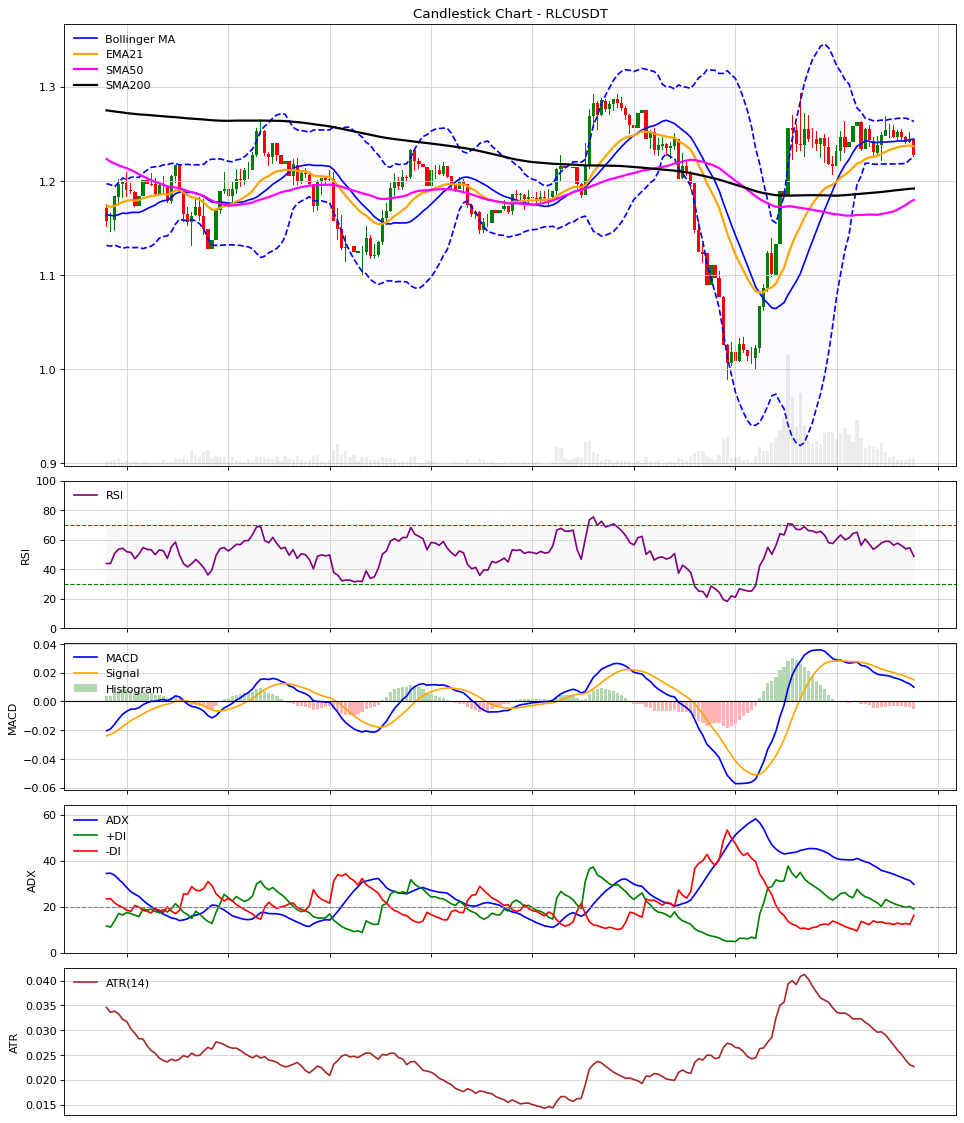 Candlestick Chart - RLCUSDT
Bollinger MA
EMA21
SMA50
SMA200
1.3
1.2
1.1
1.0
0.9
RSI
RSI
100
80
60
40
20
0
MACD
Signal
Histogram
MACD
0.04
0.02
0.00
−0.02
−0.04
−0.06
ADX
+DI
-DI
ADX
60
40
20
0
ATR(14)
ATR
0.040
0.035
0.030
0.025
0.020
0.015